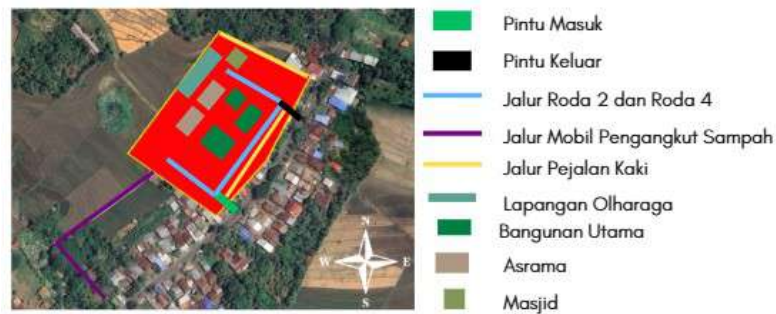 Pintu Masuk
Pintu Keluar
Jalur Roda 2 dan Roda 4
Jalur Mobil Pengangkut Sampah
Jalur Pejalan Kaki
Lapangan Olharaga
Bangunan Utama
Asrama
Masjid
N
W E
S